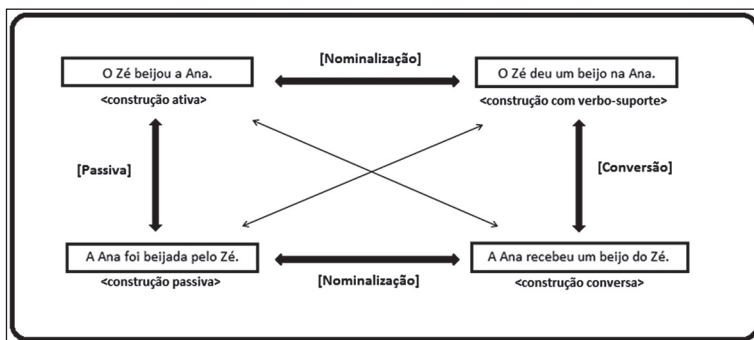 [Nominalização]
O Zé beijou a Ana.
O Zé deu um beijo na Ana.
<construção ativa>
<construção com verbo-suporte>
[Passiva]
[Conversão]
A Ana foi beijada pelo Zé.
A Ana recebeu um beijo do Zé.
<construção passiva>
[Nominalização]
<construção conversa>